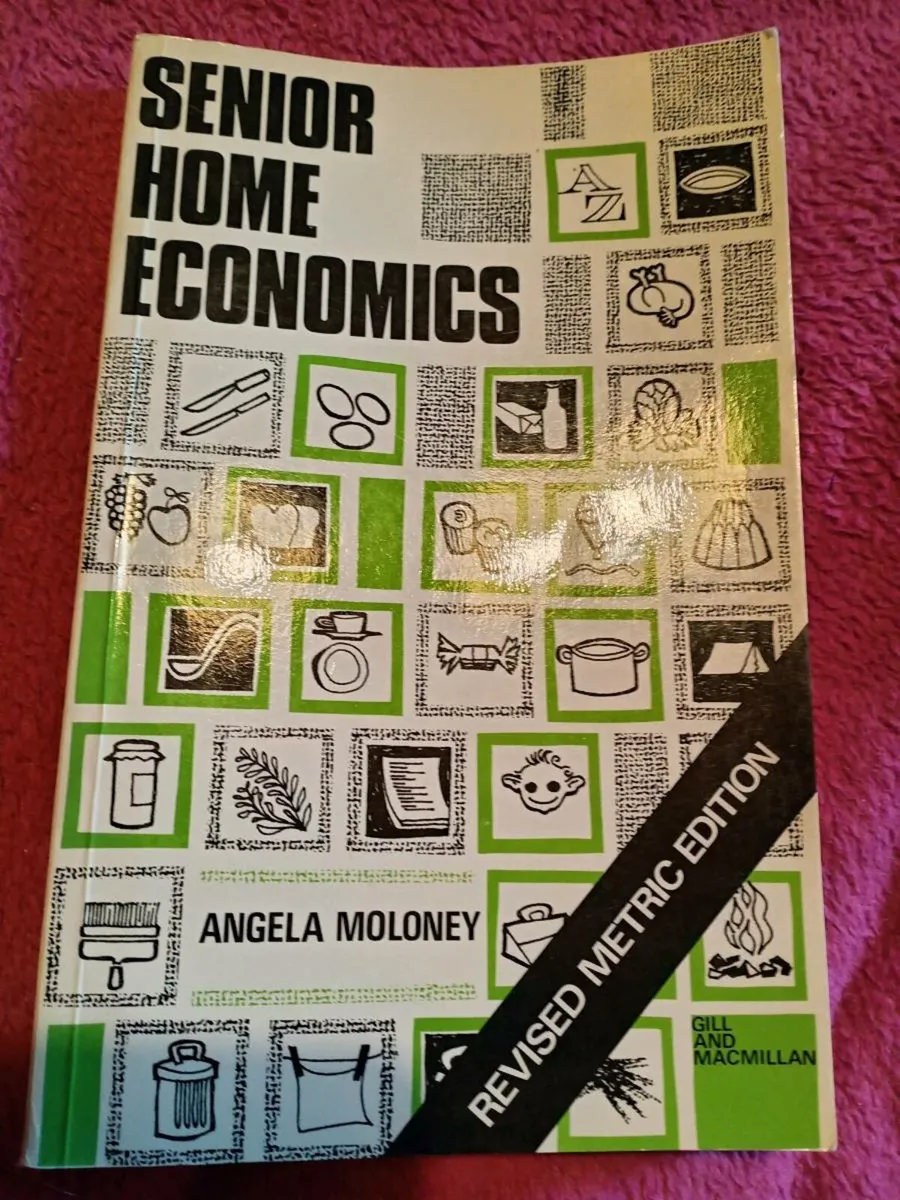 SENIOR
HOME
ECONOMICS
A
Z
ANGELA MOLONEY
REVISED METRIC EDITION
GILL
AND
MACMILLAN